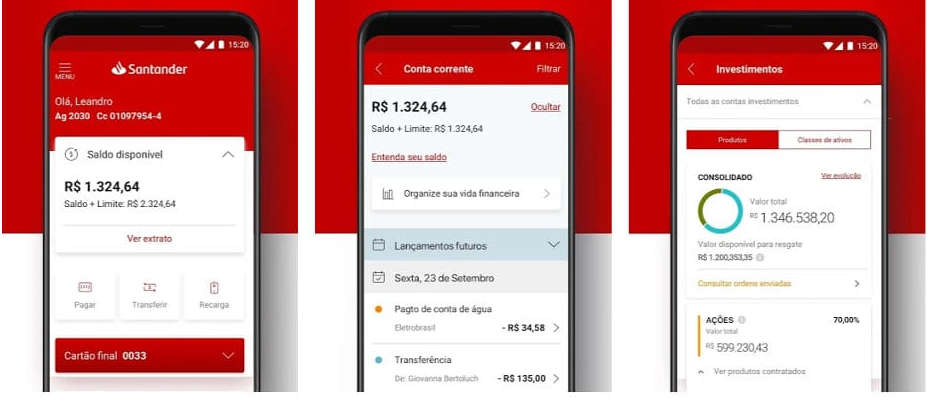 15:20
MENU
Santander
Olá, Leandro
Ag 2030 Cc 01097954-4
Saldo disponível
R$ 1.324,64
Saldo + Limite: R$ 2.324,64
Ver extrato
Pagar
Transferir
Recarga
Cartão final 0033
15:20
Conta corrente
Filtrar
R$ 1.324,64
Ocultar
Saldo + Limite: R$ 1.324,64
Entenda seu saldo
Organize sua vida financeira
Lançamentos futuros
Sexta, 23 de Setembro
Pagto de conta de água
Eletrobrasil
- R$ 34,58
Transferência
De: Giovanna Bertoluch
- R$ 135,00
15:20
Investimentos
Todas as contas investimentos
Produtos
Classes de ativos
CONSOLIDADO
Ver evolução
Valor total
R$ 1.346.538,20
Valor disponível para resgate
R$ 1.200,353,35
Consultar ordens enviadas
AÇÕES
70,00%
Valor total
R$ 599.230,43
Ver produtos contratados